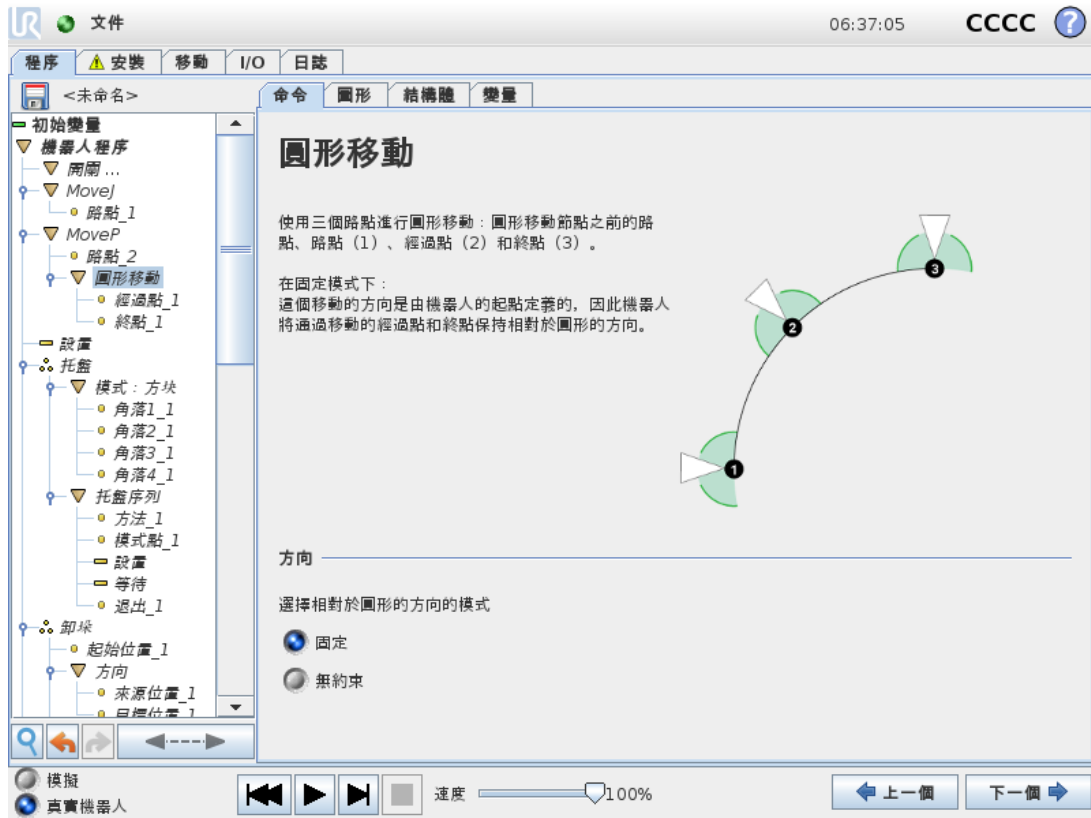 UR 文件 06:37:05 CCCC ?
程序 安裝 移動 I/O 日誌
<未命名> 命令 圖形 結構體 變量
初始變量
機器人程序
MoveJ
路點_1
MoveP
路點_2
圓形移動
經過點_1
終點_1
設置
托盤
模式：方块
角落1_1
角落2_1
角落3_1
角落4_1
托盤序列
方法_1
模式點_1
設置
等待
退出_1
卸垛
起始位置_1
方向
來源位置_1
目標位置_1
圓形移動
使用三個路點進行圓形移動：圓形移動節點之前的路
點、路點（1）、經過點（2）和終點（3）。
在固定模式下：
這個移動的方向是由機器人的起點定義的，因此機器人
將通過移動的經過點和終點保持相對於圓形的方向。
3
2
1
方向
選擇相對於圓形的方向的模式
固定
無約束
模擬
真實機器人
速度 100%
上一個 下一個